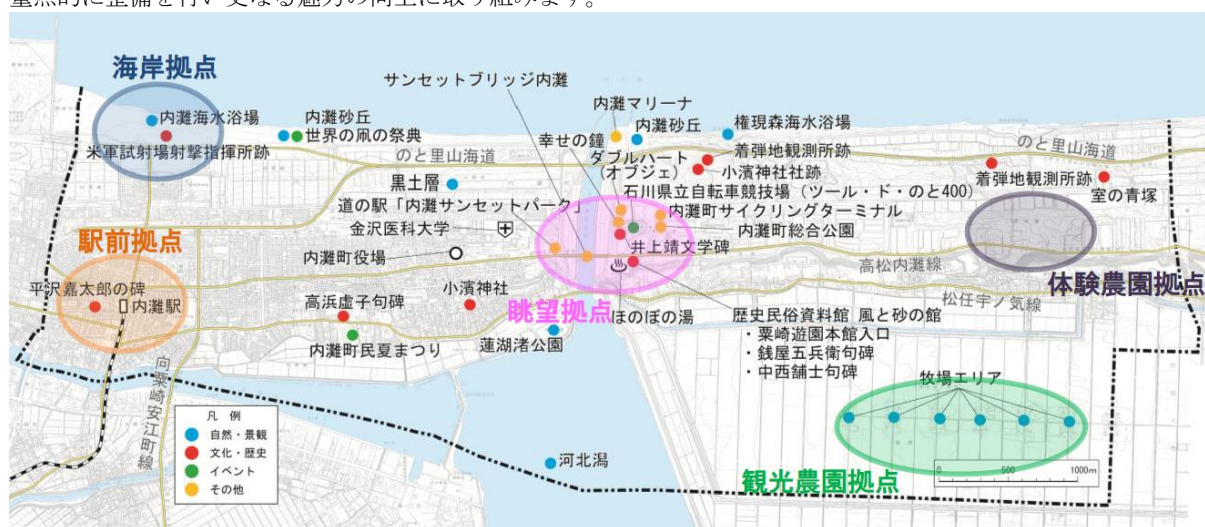 重点的に整備を行い更なる魅力の向上に取り組みます。
海岸拠点
サンセットブリッジ内灘
内灘海水浴場
米軍試射場射撃指揮所跡
内灘砂丘
世界の凧の祭典
内灘マリーナ
内灘砂丘
権現森海水浴場
幸せの鐘
のと里山海道
ダブルハート
(オブジェ)
着弾地観測所跡
小濱神社社跡
のと里山海道
着弾地観測所跡
室の青塚
黒土層
石川県立自転車競技場(ツール・ド・のと400)
道の駅「内灘サンセットパーク」
内灘町サイクリングターミナル
金沢医科大学
内灘町総合公園
駅前拠点
内灘町役場
井上靖文学碑
高松内灘線
体験農園拠点
平沢嘉太郎の碑
内灘駅
高浜虚子句碑
小濱神社
眺望拠点
ほのぼの湯
松任宇ノ気線
歴史民俗資料館 風と砂の館
・粟崎遊園本館入口
・銭屋五兵衛句碑
・中西舗土句碑
内灘町民夏まつり
蓮湖渚公園
向粟崎安江町線
牧場エリア
凡 例
自然・景観
文化・歴史
イベント
その他
河北潟
観光農園拠点
0 500 1000m